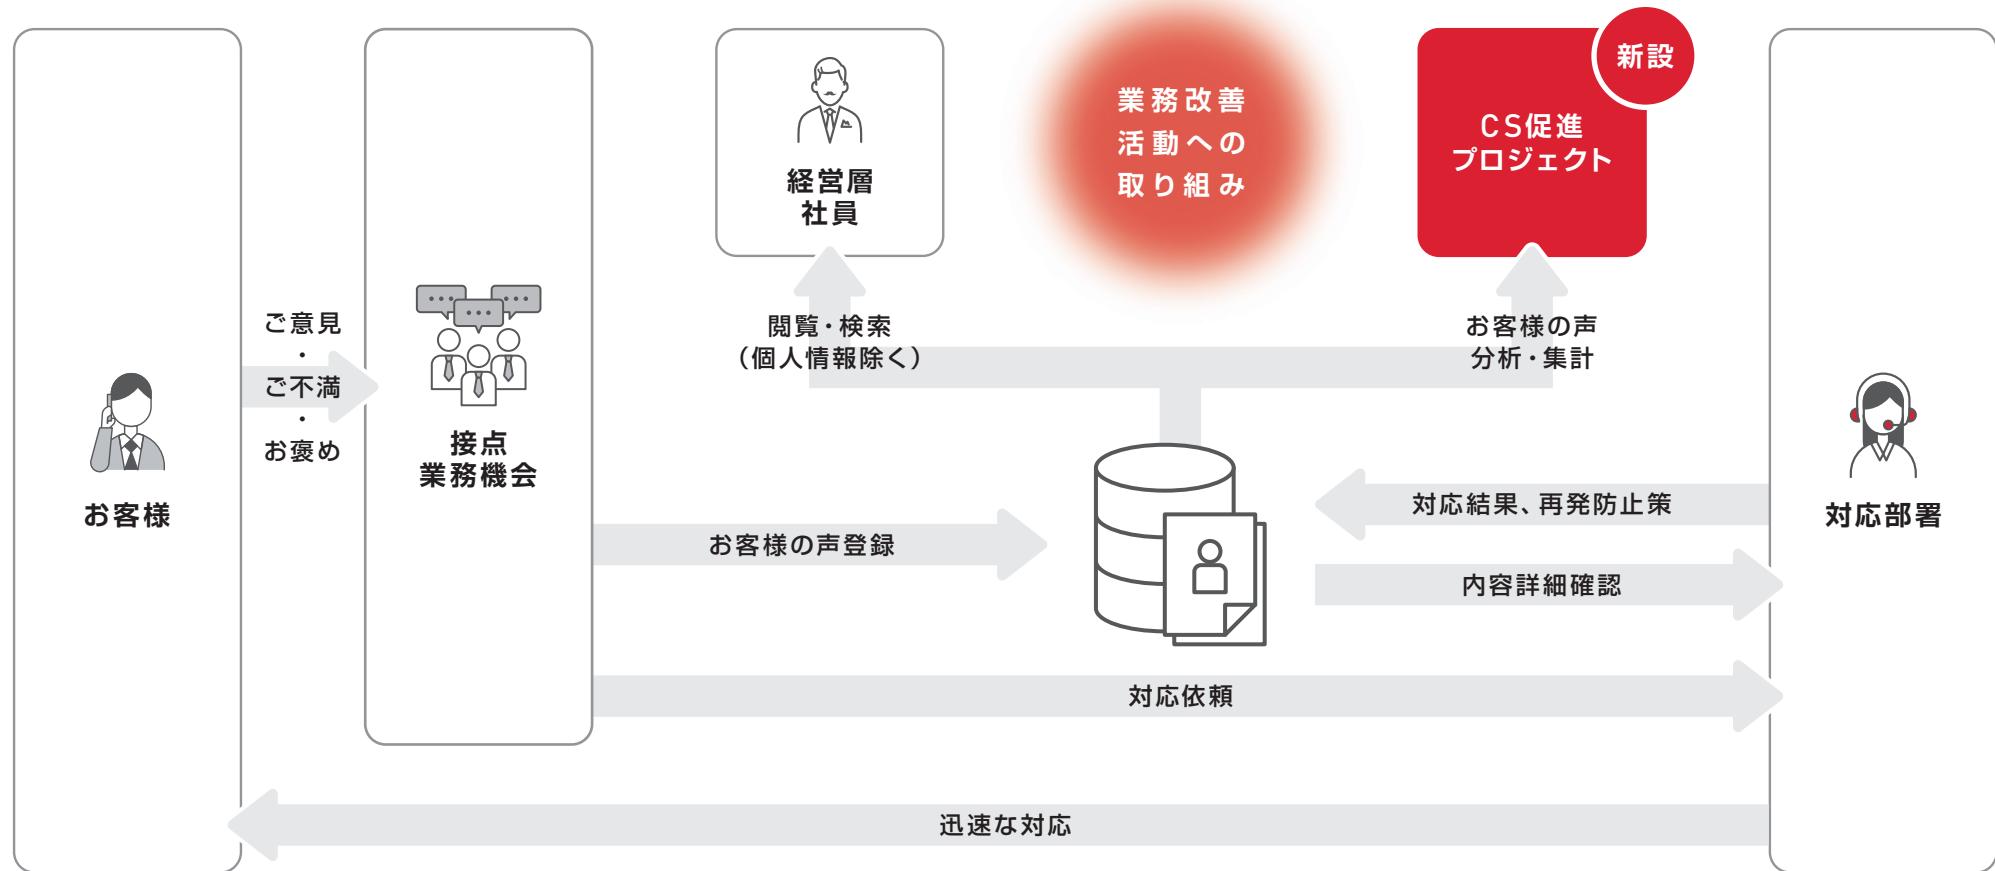 お客様
ご意見
・
ご不満
・
お褒め
接点
業務機会
経営層
社員
業務改善
活動への
取り組み
新設
CS促進
プロジェクト
閲覧・検索
（個人情報除く）
お客様の声
分析・集計
お客様の声登録
対応結果、再発防止策
内容詳細確認
対応部署
対応依頼
迅速な対応